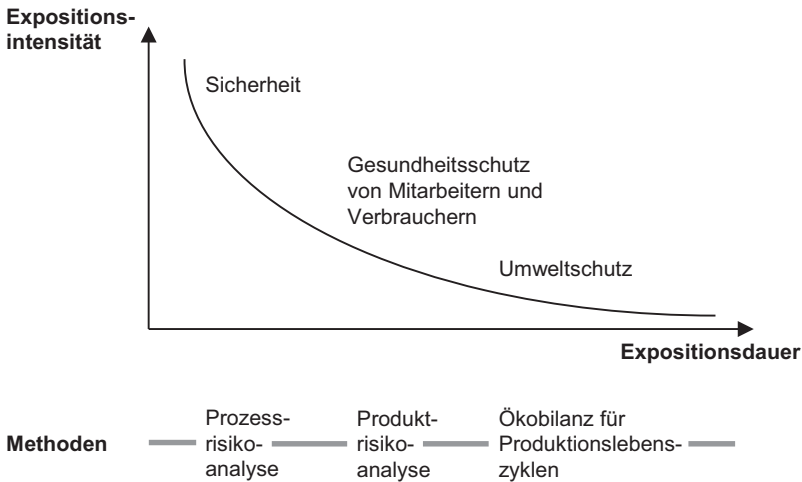 Expositions-
intensität
Sicherheit
Gesundheitsschutz
von Mitarbeitern und
Verbrauchern
Umweltschutz
Expositionsdauer
Methoden
Prozess-
risiko-
analyse
Produkt-
risiko-
analyse
Ökobilanz für
Produktionslebens-
zyklen